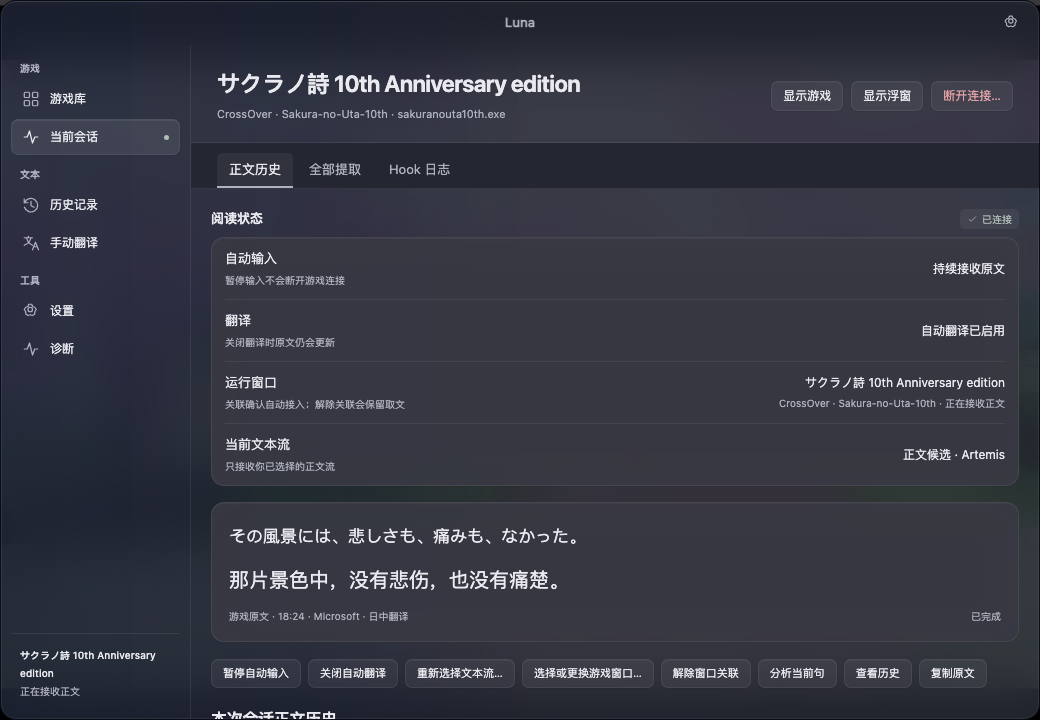 Luna
游戏
游戏库
当前会话
文本
历史记录
手动翻译
工具
设置
诊断
サクラノ詩 10th Anniversary edition
正在接收正文
サクラノ詩 10th Anniversary edition
CrossOver · Sakura-no-Uta-10th · sakuranouta10th.exe
显示游戏 显示浮窗 断开连接...
正文历史 全部提取 Hook 日志
阅读状态 已连接
自动输入
暂停输入不会断开游戏连接
持续接收原文
翻译
关闭翻译时原文仍会更新
自动翻译已启用
运行窗口
关联确认自动接入；解除关联会保留取文
サクラノ詩 10th Anniversary edition
CrossOver · Sakura-no-Uta-10th · 正在接收正文
当前文本流
只接收你已选择的正文流
正文候选 · Artemis
その風景には、悲しさも、痛みも、なかった。
那片景色中，没有悲伤，也没有痛楚。
游戏原文 · 18:24 · Microsoft · 日中翻译 已完成
暂停自动输入 关闭自动翻译 重新选择文本流... 选择或更换游戏窗口... 解除窗口关联 分析当前句 查看历史 复制原文
本次会话正文历史